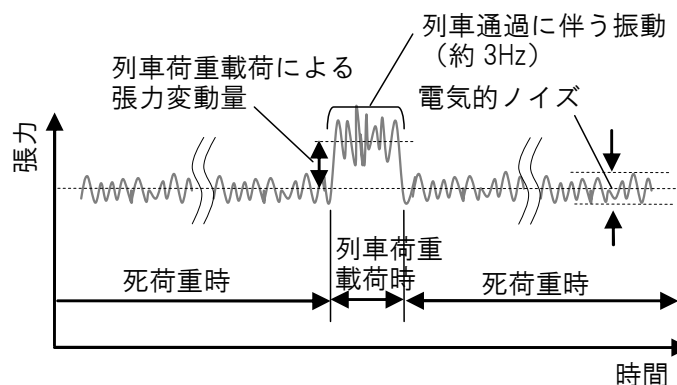 列車通過に伴う振動
（約 3Hz）
列車荷重載荷による
張力変動量
電気的ノイズ
張力
死荷重時
列車荷重
載荷時
死荷重時
時間